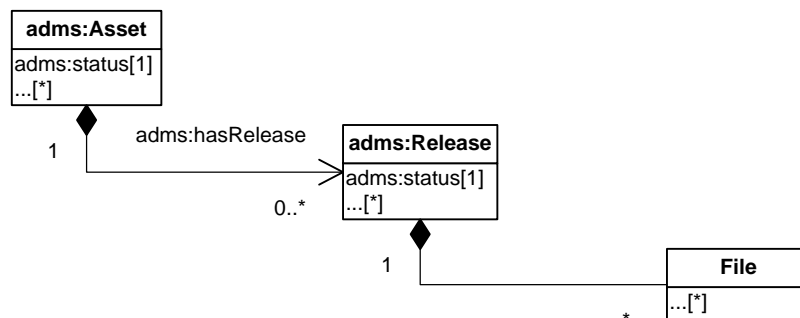 adms:Asset
adms:status[1]
...[*]
adms:hasRelease
1
adms:Release
adms:status[1]
...[*]
0..*
1
File
...[*]
*